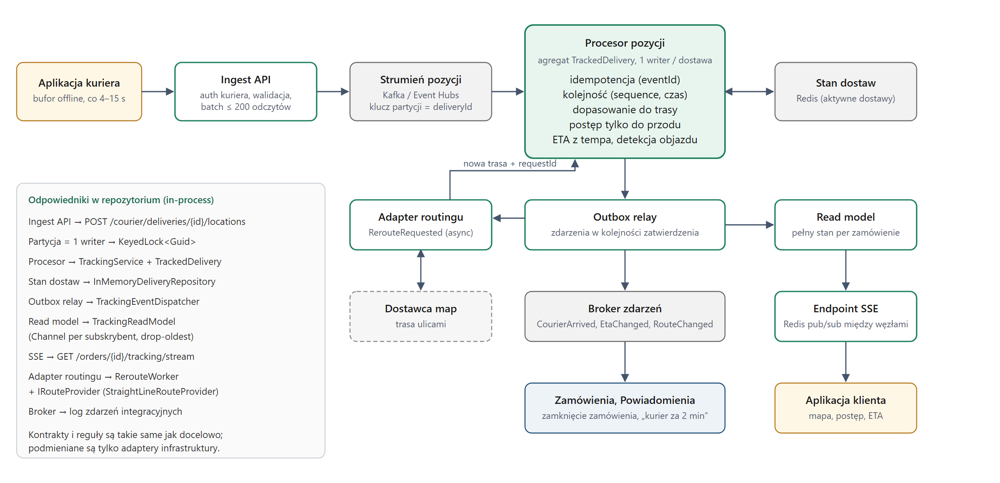 Aplikacja kuriera
bufor offline, co 4–15 s
Ingest API
auth kuriera, walidacja,
batch ≤ 200 odczytów
Strumień pozycji
Kafka / Event Hubs
klucz partycji = deliveryId
Procesor pozycji
agregat TrackedDelivery, 1 writer / dostawa
idempotencja (eventId)
kolejność (sequence, czas)
dopasowanie do trasy
postęp tylko do przodu
ETA z tempa, detekcja objazdu
Stan dostaw
Redis (aktywne dostawy)
nowa trasa + requestId
Adapter routingu
RerouteRequested (async)
Outbox relay
zdarzenia w kolejności zatwierdzenia
Read model
pełny stan per zamówienie
Dostawca map
trasa ulicami
Broker zdarzeń
CourierArrived, EtaChanged, RouteChanged
Endpoint SSE
Redis pub/sub między węzłami
Zamówienia, Powiadomienia
zamknięcie zamówienia, „kurier za 2 min”
Aplikacja klienta
mapa, postęp, ETA
Odpowiedniki w repozytorium (in-process)
Ingest API → POST /courier/deliveries/{id}/locations
Partycja = 1 writer → KeyedLock<Guid>
Procesor → TrackingService + TrackedDelivery
Stan dostaw → InMemoryDeliveryRepository
Outbox relay → TrackingEventDispatcher
Read model → TrackingReadModel
(Channel per subskrybent, drop-oldest)
SSE → GET /orders/{id}/tracking/stream
Adapter routingu → RerouteWorker
+ IRouteProvider (StraightLineRouteProvider)
Broker → log zdarzeń integracyjnych
Kontrakty i reguły są takie same jak docelowo;
podmieniane są tylko adaptery infrastruktury.